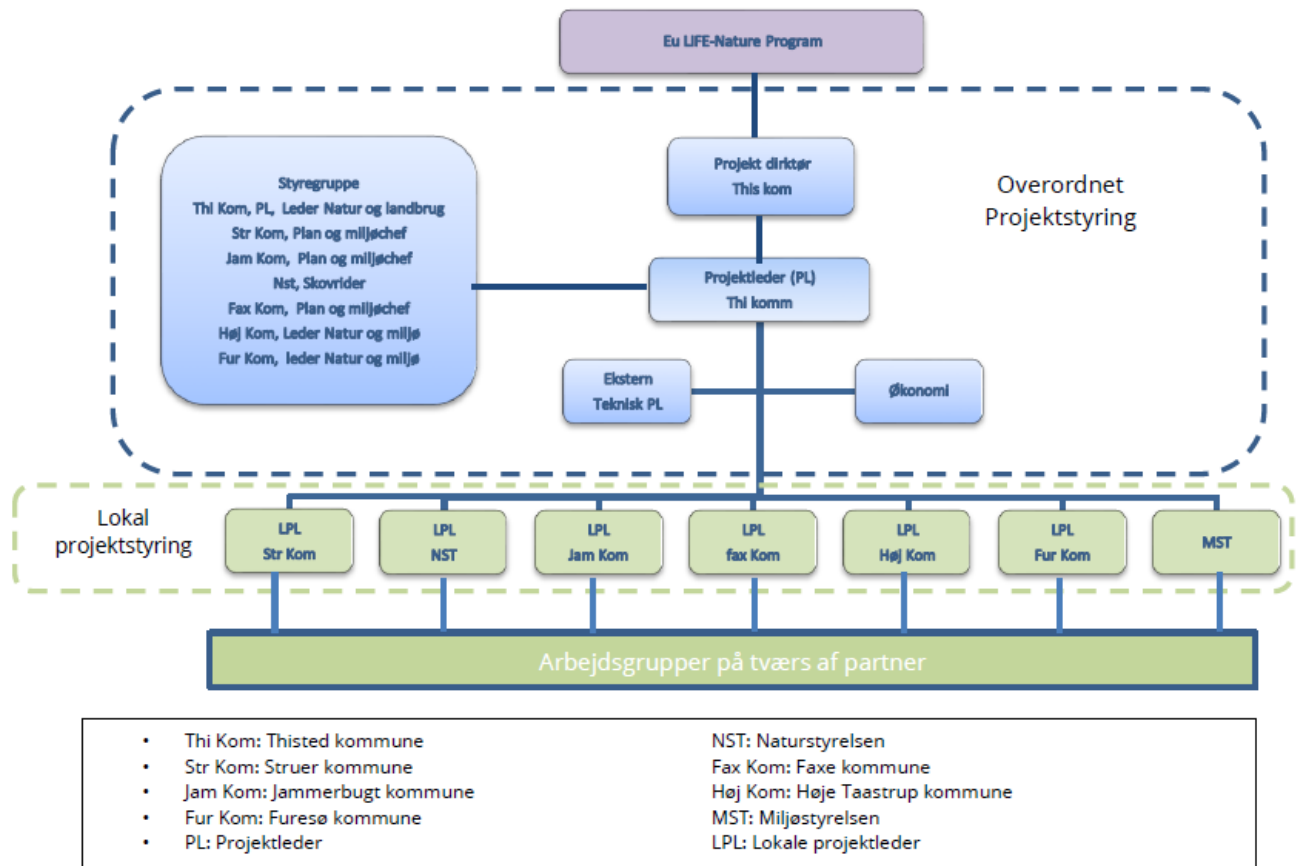 Eu LIFE-Nature Program
Projekt dirktør
This kom
Overordnet
Projektstyring
Styregruppe
Thi Kom, PL, Leder Natur og landbrug
Str Kom, Plan og miljøchef
Jam Kom, Plan og miljøchef
Nst, Skovrider
Fax Kom, Plan og miljøchef
Høj Kom, Leder Natur og miljø
Fur Kom, leder Natur og miljø
Projektleder (PL)
Thi komm
Ekstern
Teknisk PL
Økonomi
Lokal
projektstyring
LPL
Str Kom
LPL
NST
LPL
Jam Kom
LPL
fax Kom
LPL
Høj Kom
LPL
Fur Kom
MST
Arbejdsgrupper på tværs af partner
• Thi Kom: Thisted kommune
• Str Kom: Struer kommune
• Jam Kom: Jammerbugt kommune
• Fur Kom: Furesø kommune
• PL: Projektleder
NST: Naturstyrelsen
Fax Kom: Faxe kommune
Høj Kom: Høje Taastrup kommune
MST: Miljøstyrelsen
LPL: Lokale projektleder